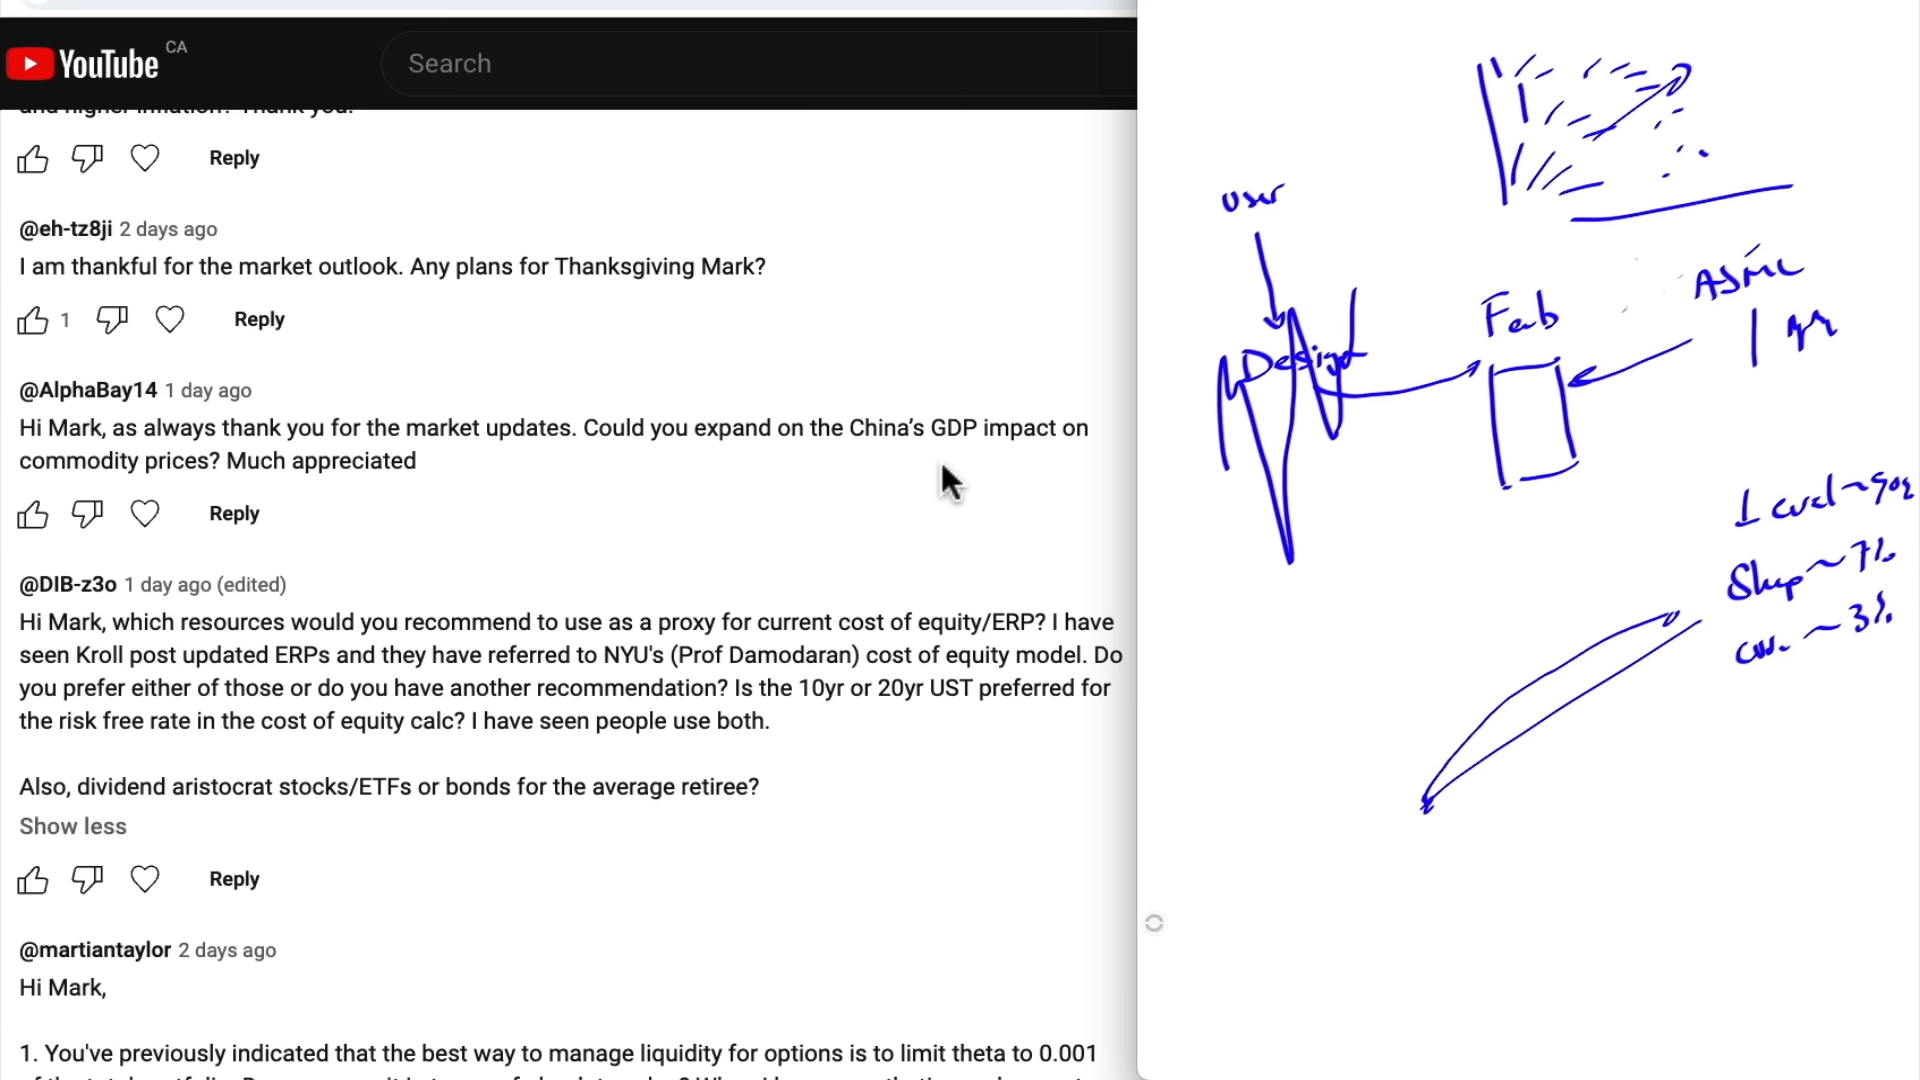 YouTube CA
Search
and higher inflation? Thank you!
Reply
@eh-tz8ji 2 days ago
I am thankful for the market outlook. Any plans for Thanksgiving Mark?
1
Reply
@AlphaBay14 1 day ago
Hi Mark, as always thank you for the market updates. Could you expand on the China’s GDP impact on
commodity prices? Much appreciated
Reply
@DIB-z3o 1 day ago (edited)
Hi Mark, which resources would you recommend to use as a proxy for current cost of equity/ERP? I have
seen Kroll post updated ERPs and they have referred to NYU's (Prof Damodaran) cost of equity model. Do
you prefer either of those or do you have another recommendation? Is the 10yr or 20yr UST preferred for
the risk free rate in the cost of equity calc? I have seen people use both.
Also, dividend aristocrat stocks/ETFs or bonds for the average retiree?
Show less
Reply
@martiantaylor 2 days ago
Hi Mark,
1. You've previously indicated that the best way to manage liquidity for options is to limit theta to 0.001
User
Design
Fab
ASML
~ 7%
~ 3%